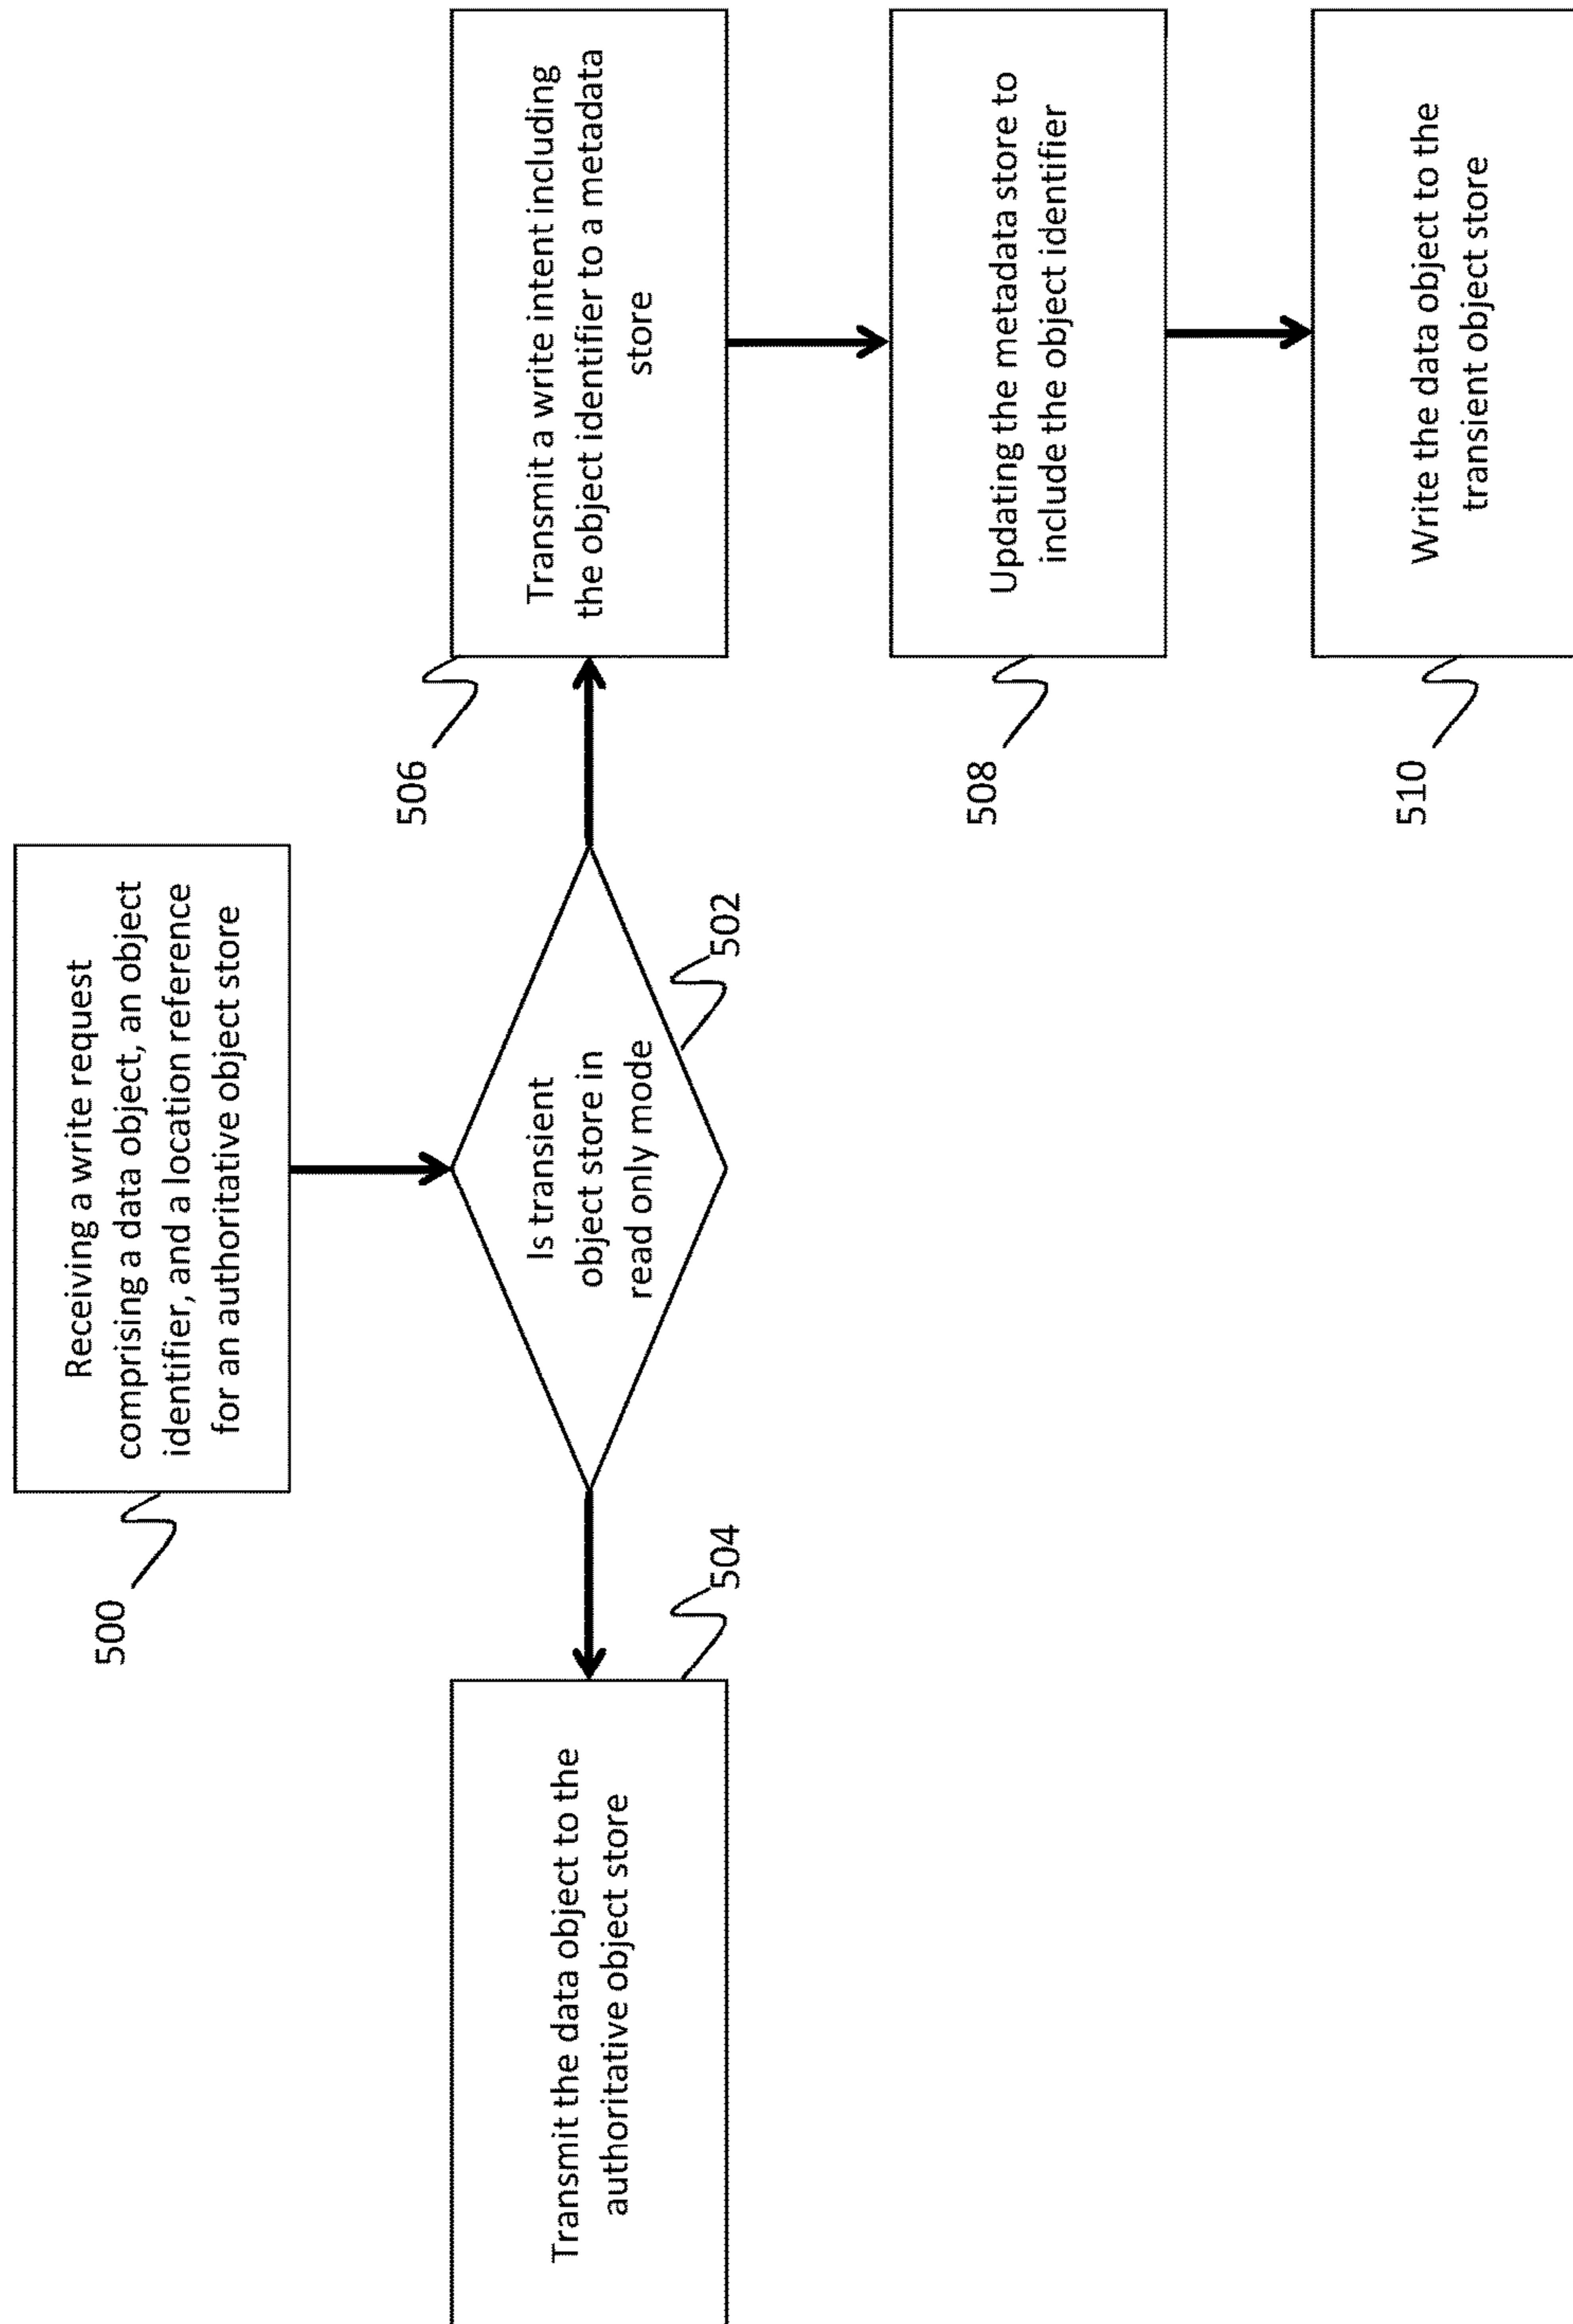 Receiving a write request
comprising a data object, an object
identifier, and a location reference
for an authoritative object store
500
Is transient
object store in
read only mode
502
Transmit the data object to the
authoritative object store
504
Transmit a write intent including
the object identifier to a metadata
store
506
Updating the metadata store to
include the object identifier
508
Write the data object to the
transient object store
510